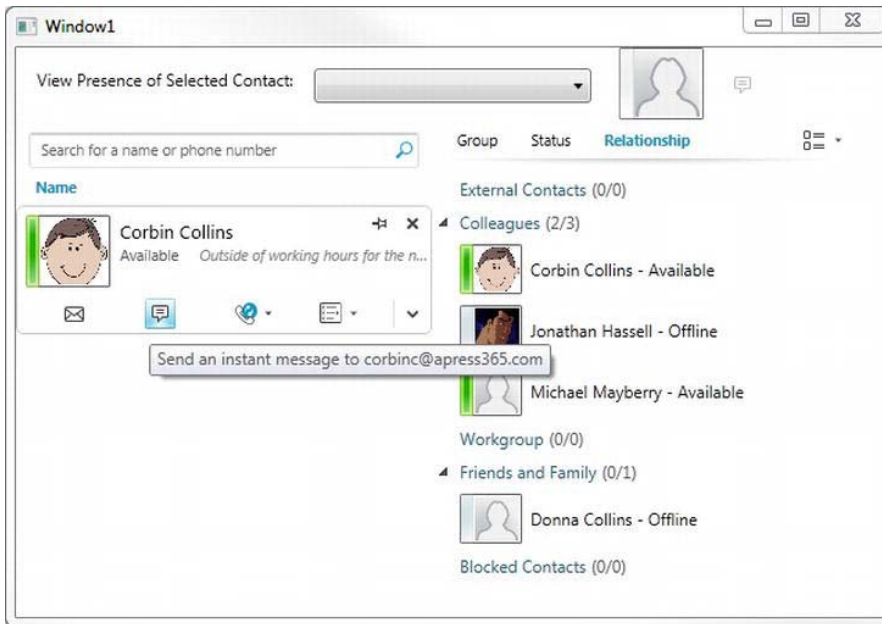 Window1
View Presence of Selected Contact:
Search for a name or phone number
Name
Corbin Collins
Available Outside of working hours for the n...
Send an instant message to corbinc@apress365.com
Group Status Relationship
External Contacts (0/0)
Colleagues (2/3)
Corbin Collins - Available
Jonathan Hassell - Offline
Michael Mayberry - Available
Workgroup (0/0)
Friends and Family (0/1)
Donna Collins - Offline
Blocked Contacts (0/0)